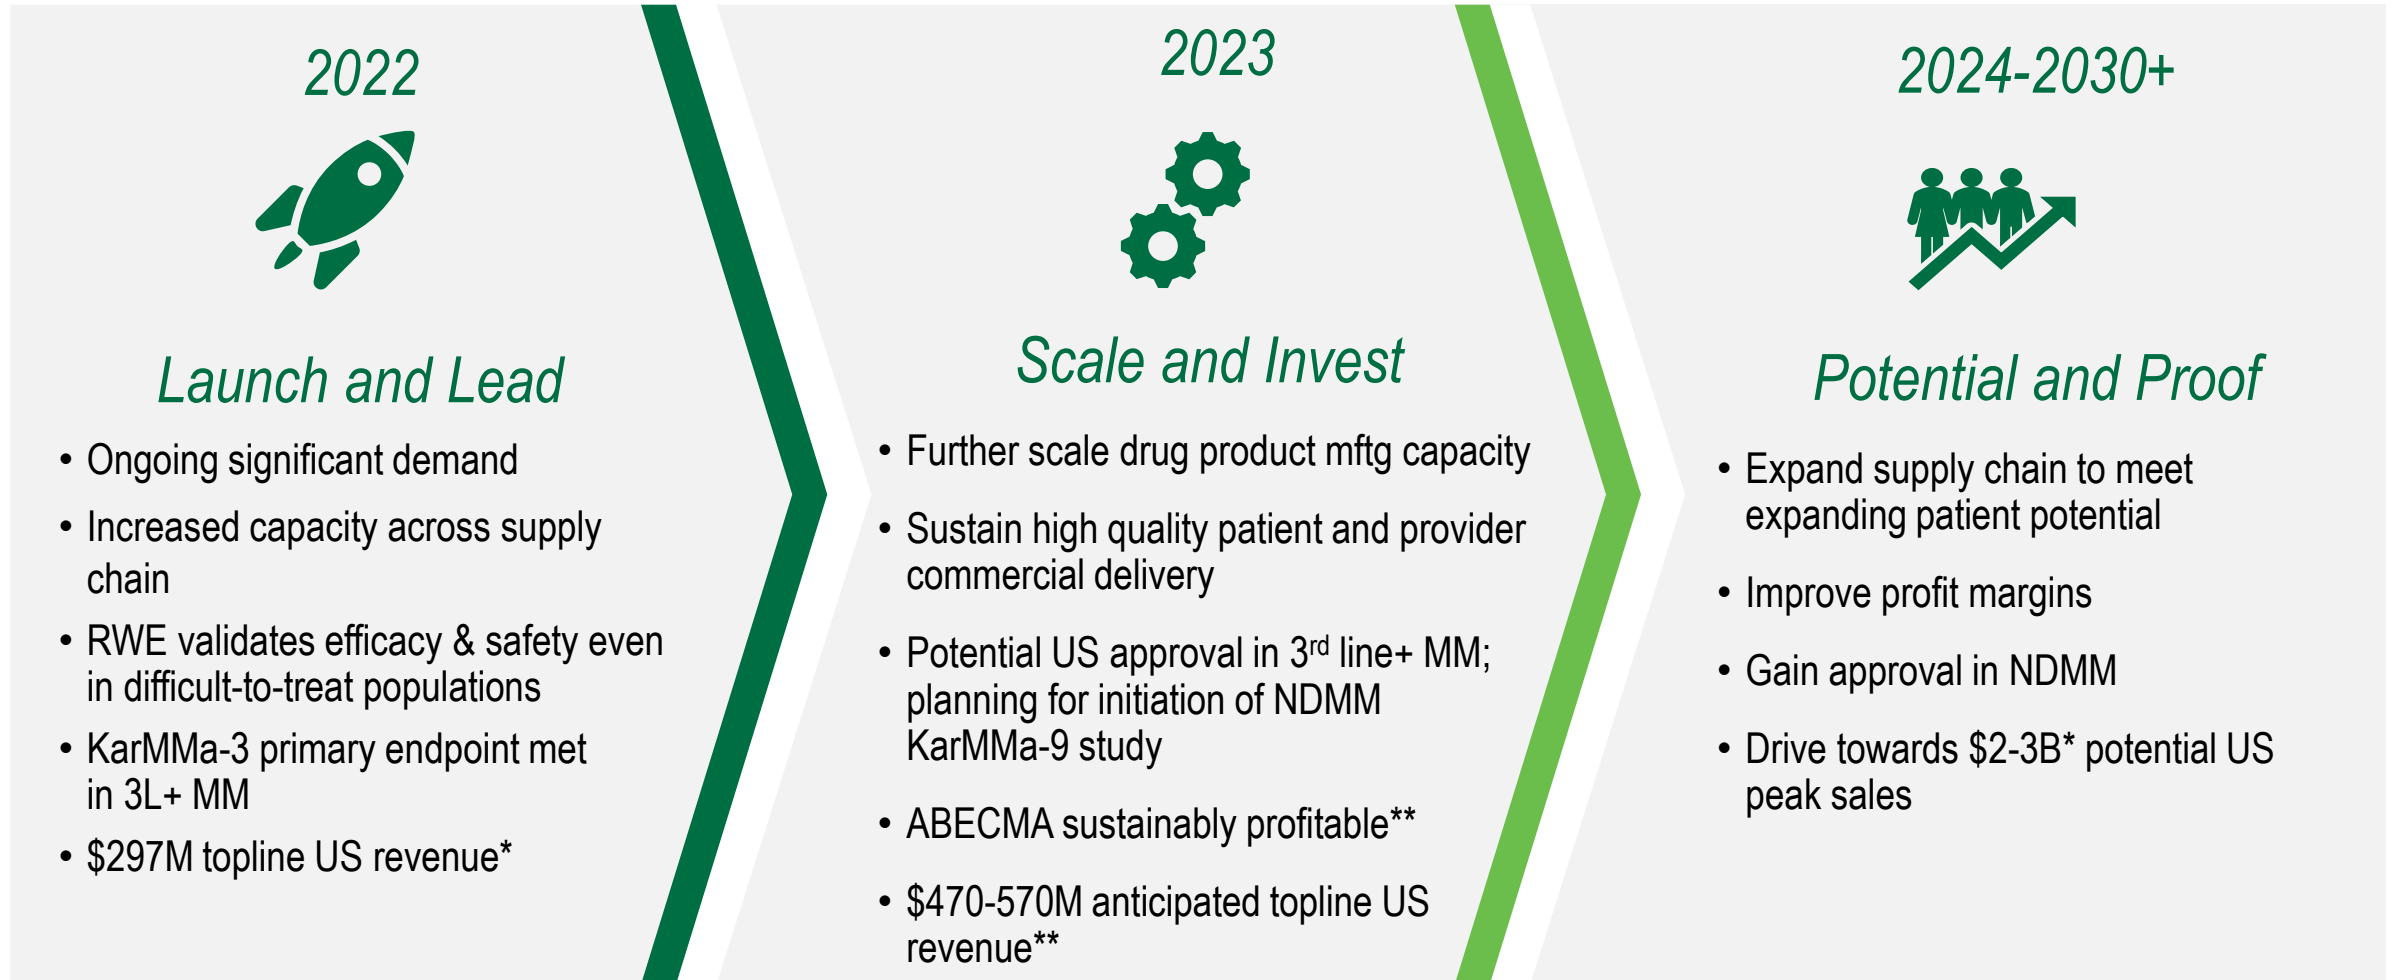 2022
Launch and Lead
• Ongoing significant demand
• Increased capacity across supply
chain
• RWE validates efficacy & safety even
in difficult-to-treat populations
• KarMMa-3 primary endpoint met
in 3L+ MM
• $297M topline US revenue*
2023
Scale and Invest
• Further scale drug product mftg capacity
• Sustain high quality patient and provider
commercial delivery
• Potential US approval in 3rd line+ MM;
planning for initiation of NDMM
KarMMa-9 study
• ABECMA sustainably profitable**
• $470-570M anticipated topline US
revenue**
2024-2030+
Potential and Proof
• Expand supply chain to meet
expanding patient potential
• Improve profit margins
• Gain approval in NDMM
• Drive towards $2-3B* potential US
peak sales